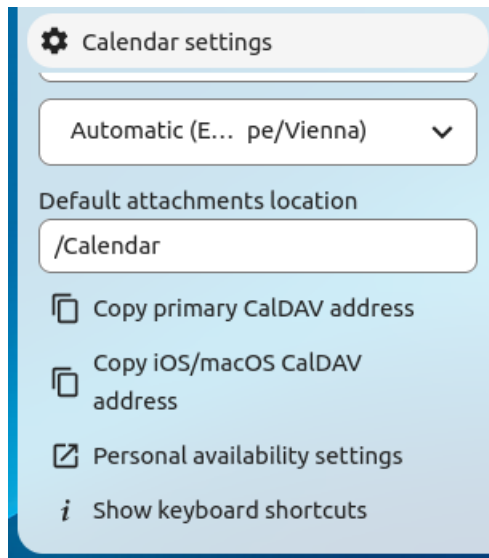 Calendar settings
Automatic (E... pe/Vienna)
Default attachments location
/Calendar
Copy primary CalDAV address
Copy iOS/macOS CalDAV
address
Personal availability settings
i Show keyboard shortcuts